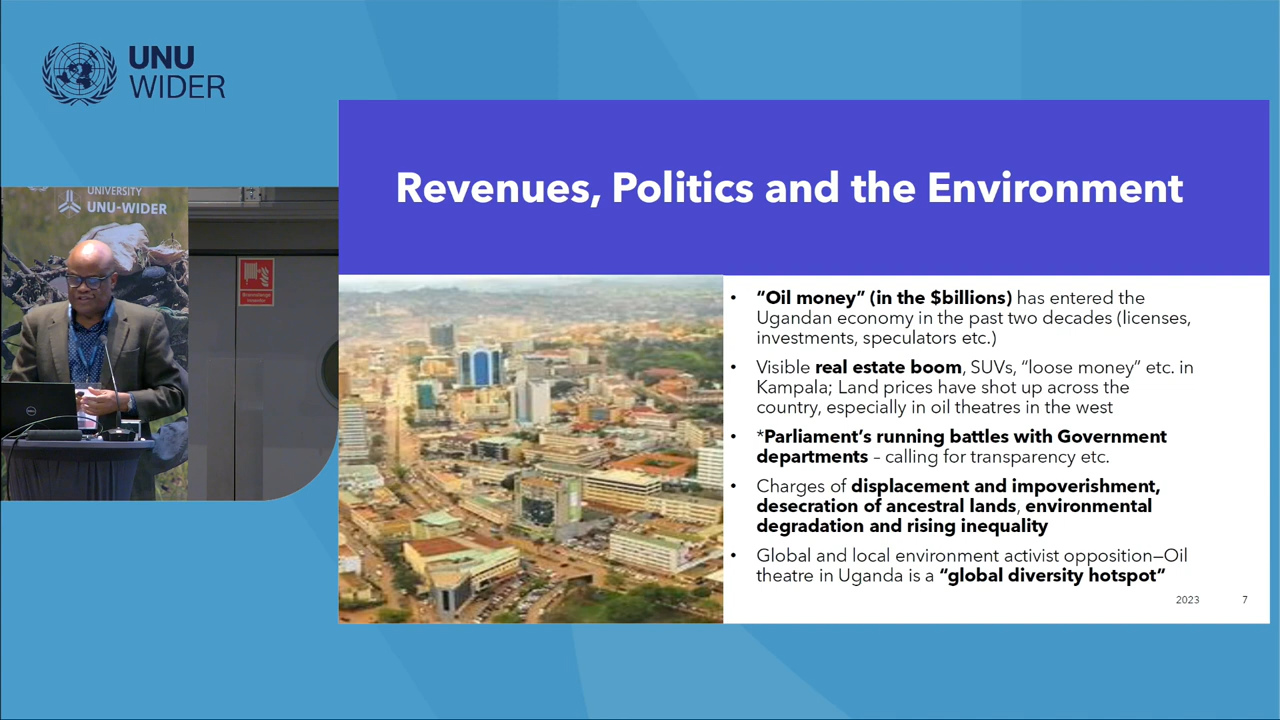 UNU
WIDER
UNIVERSITY
UNU-WIDER
Revenues, Politics and the Environment
• “Oil money” (in the $billions) has entered the
Ugandan economy in the past two decades (licenses,
investments, speculators etc.)
• Visible real estate boom, SUVs, “loose money” etc. in
Kampala; Land prices have shot up across the
country, especially in oil theatres in the west
• *Parliament’s running battles with Government
departments – calling for transparency etc.
• Charges of displacement and impoverishment,
desecration of ancestral lands, environmental
degradation and rising inequality
• Global and local environment activist opposition—Oil
theatre in Uganda is a “global diversity hotspot”
2023 7
DELL